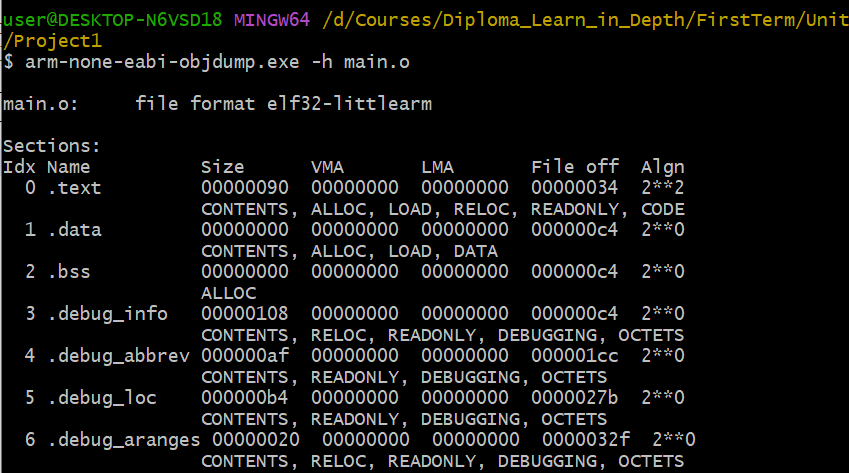 user@DESKTOP-N6VSD18 MINGW64 /d/Courses/Diploma_Learn_in_Depth/FirstTerm/Unit
/Project1
$ arm-none-eabi-objdump.exe -h main.o
main.o:     file format elf32-littlearm
Sections:
Idx Name          Size      VMA       LMA       File off  Algn
  0 .text         00000090  00000000  00000000  00000034  2**2
                  CONTENTS, ALLOC, LOAD, RELOC, READONLY, CODE
  1 .data         00000000  00000000  00000000  000000c4  2**0
                  CONTENTS, ALLOC, LOAD, DATA
  2 .bss          00000000  00000000  00000000  000000c4  2**0
                  ALLOC
  3 .debug_info   00000108  00000000  00000000  000000c4  2**0
                  CONTENTS, RELOC, READONLY, DEBUGGING, OCTETS
  4 .debug_abbrev 000000af  00000000  00000000  000001cc  2**0
                  CONTENTS, READONLY, DEBUGGING, OCTETS
  5 .debug_loc    000000b4  00000000  00000000  0000027b  2**0
                  CONTENTS, READONLY, DEBUGGING, OCTETS
  6 .debug_aranges 00000020  00000000  00000000  0000032f  2**0
                  CONTENTS, RELOC, READONLY, DEBUGGING, OCTETS